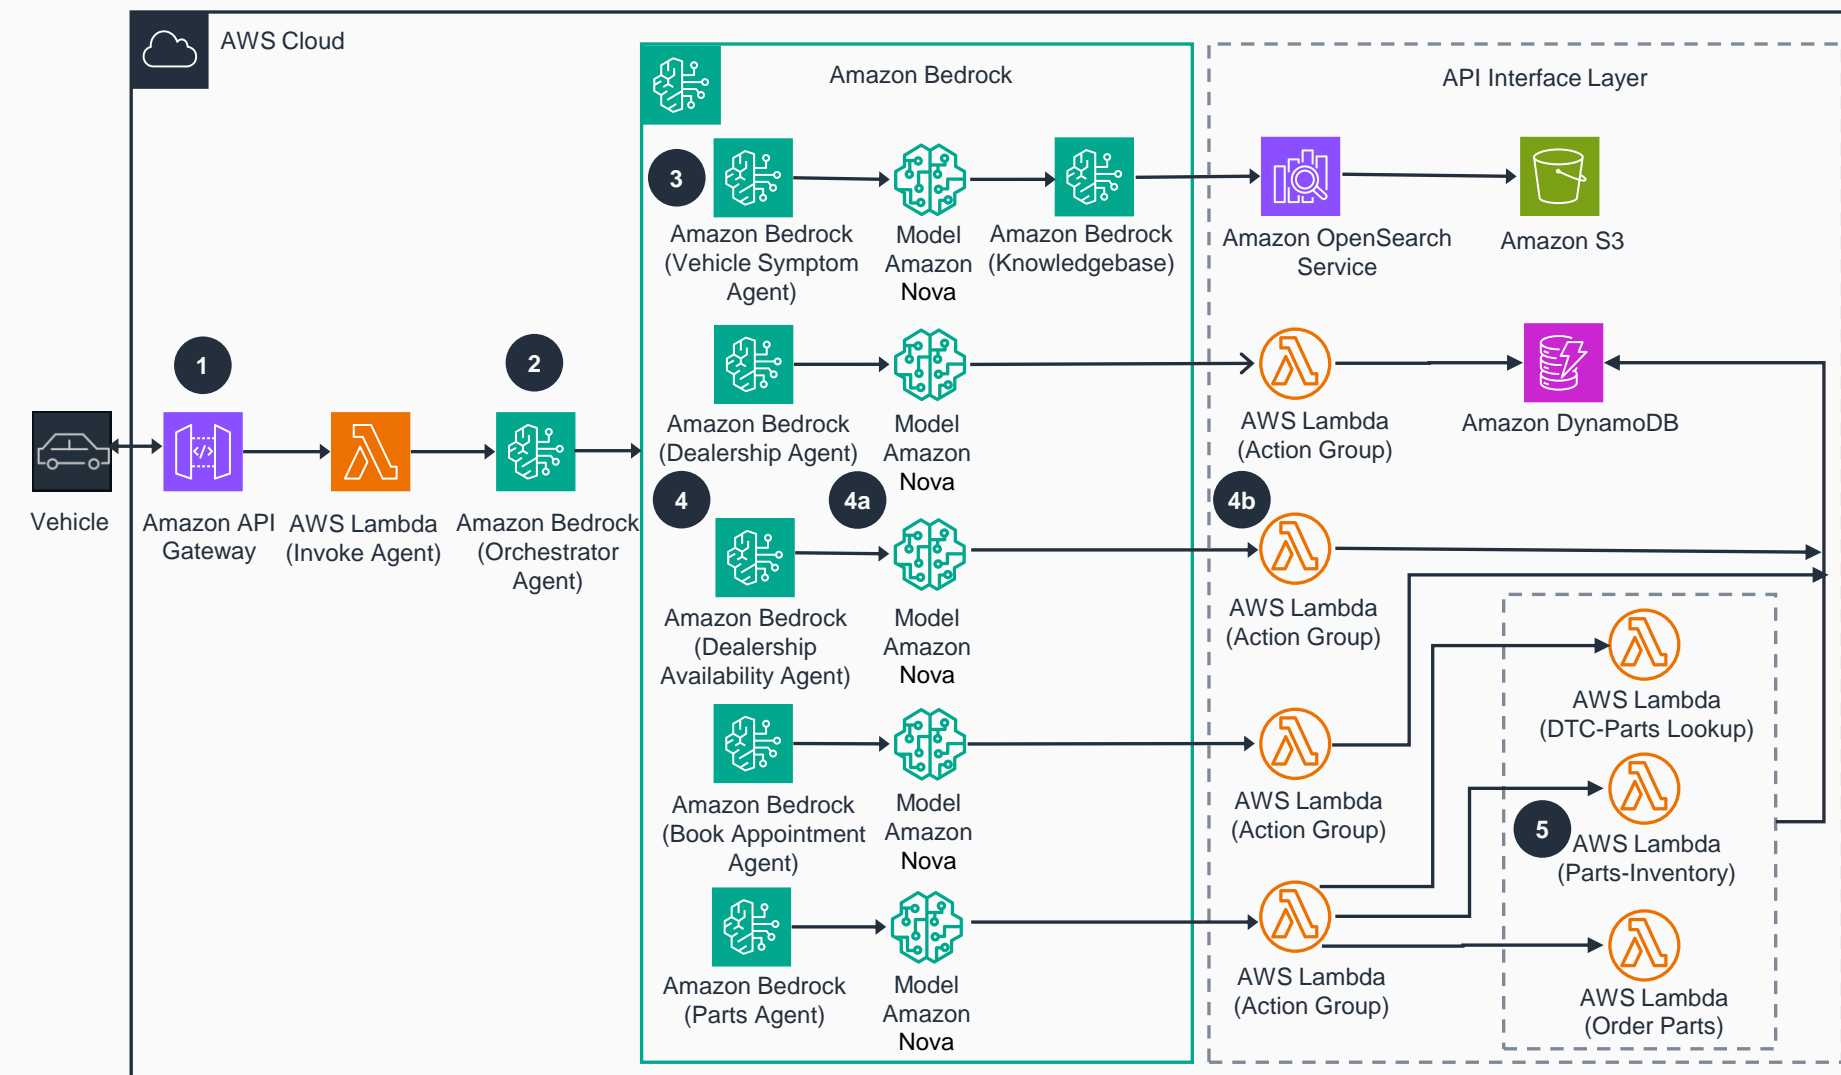 AWS Cloud
Amazon Bedrock
API Interface Layer
3
Amazon Bedrock
(Vehicle Symptom
Agent)
Model
Amazon
Nova
Amazon Bedrock
(Knowledgebase)
Amazon OpenSearch
Service
Amazon S3
1
2
Amazon Bedrock
(Dealership Agent)
Model
Amazon
Nova
AWS Lambda
(Action Group)
Amazon DynamoDB
Vehicle
Amazon API
Gateway
AWS Lambda
(Invoke Agent)
Amazon Bedrock
(Orchestrator
Agent)
4
4a
4b
Amazon Bedrock
(Dealership
Availability Agent)
Model
Amazon
Nova
AWS Lambda
(Action Group)
AWS Lambda
(DTC-Parts Lookup)
Amazon Bedrock
(Book Appointment
Agent)
Model
Amazon
Nova
AWS Lambda
(Action Group)
5
AWS Lambda
(Parts-Inventory)
Amazon Bedrock
(Parts Agent)
Model
Amazon
Nova
AWS Lambda
(Action Group)
AWS Lambda
(Order Parts)